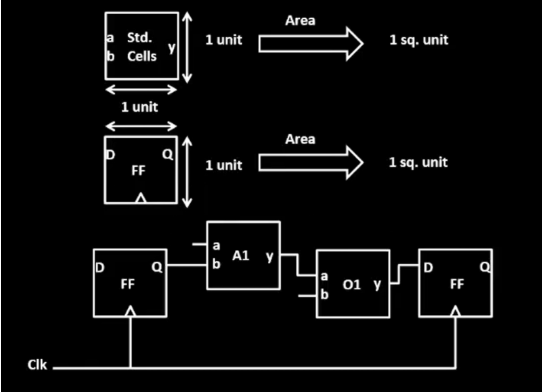 Area
a Std. y
b Cells
1 unit
1 sq. unit
1 unit
Area
D Q
FF
1 unit
1 sq. unit
a
b A1 y
D Q
FF
a
b O1 y
D Q
FF
Clk